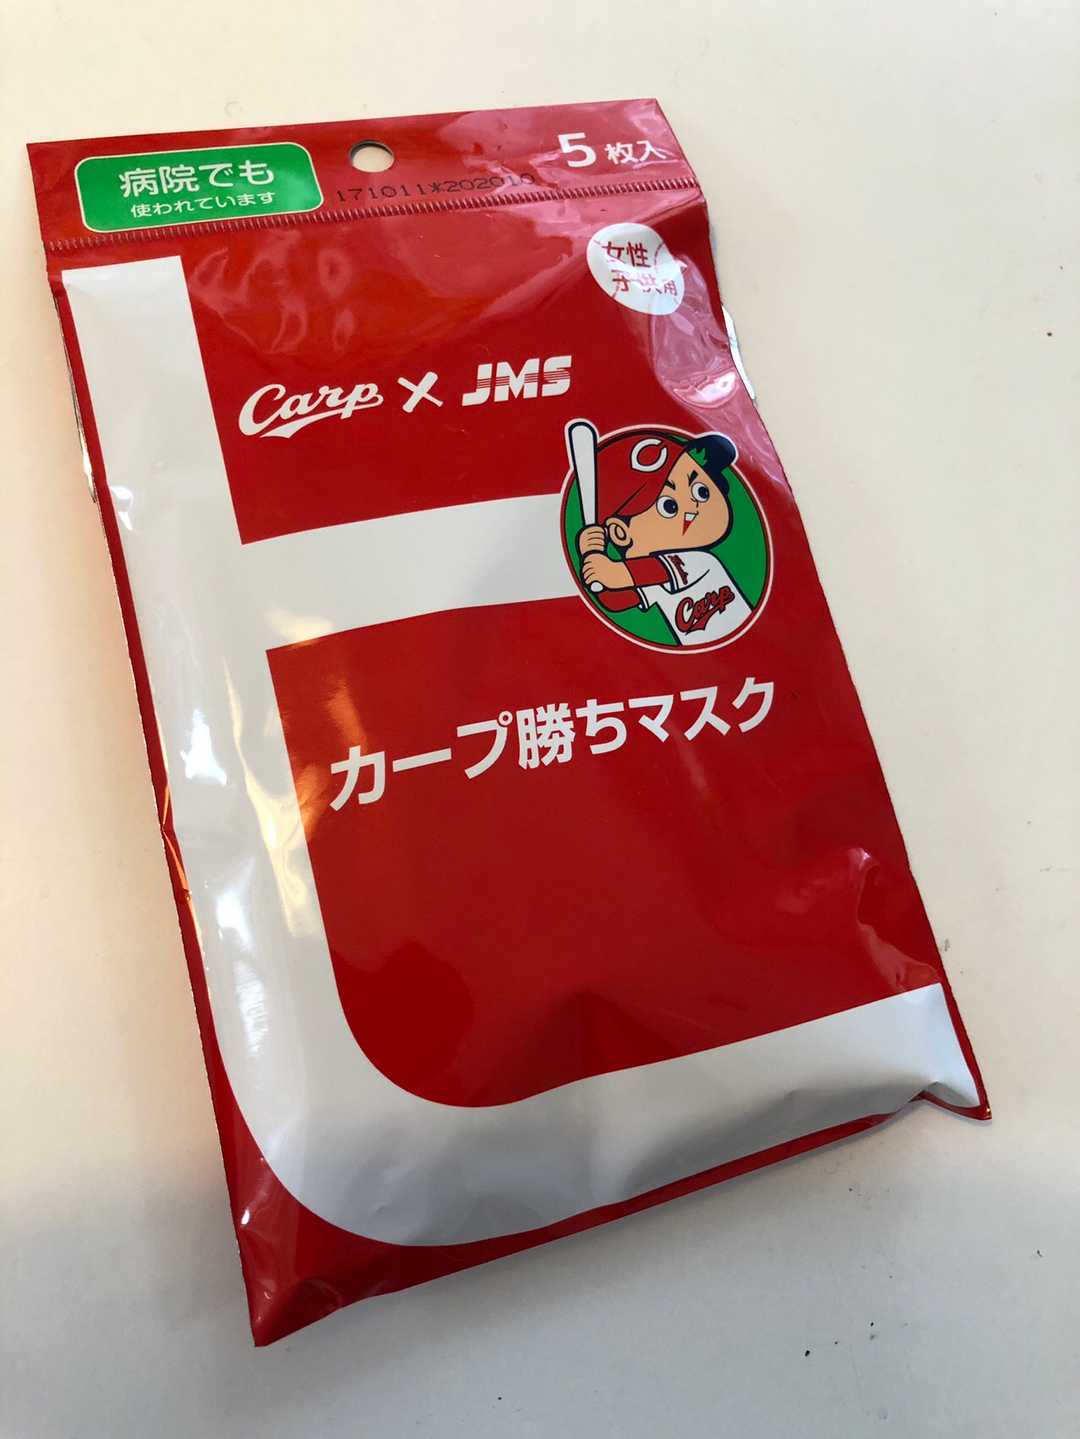 病院でも
使われています
171011*202010
5枚入
女性
子供用
Carp × JMS
Carp
カープ勝ちマスク